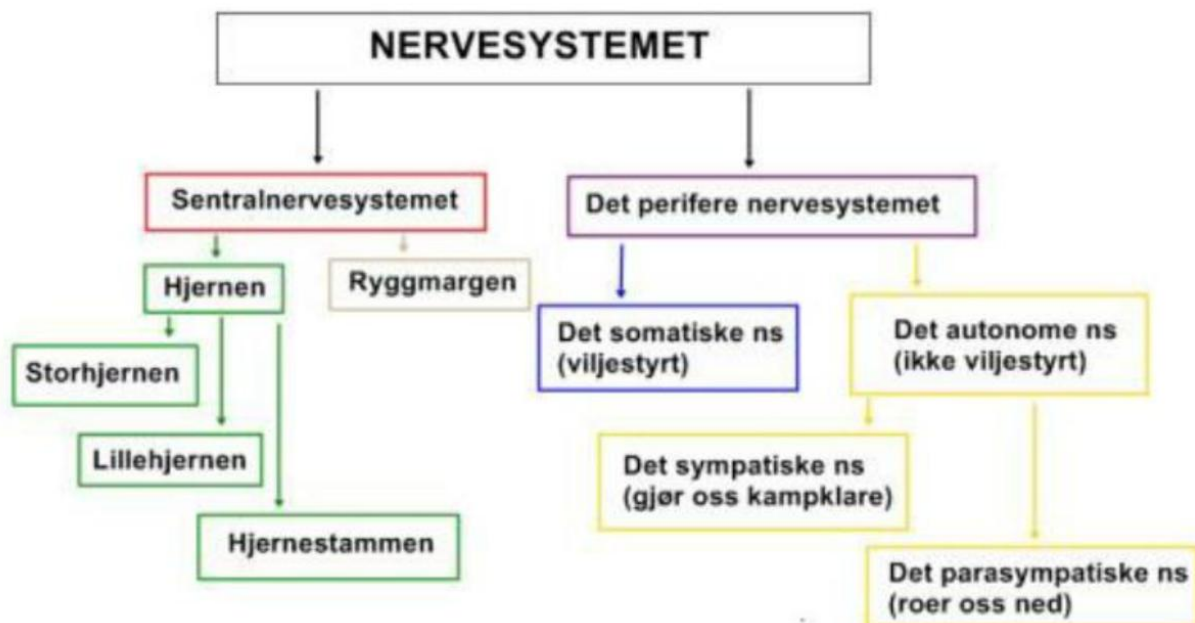 NERVESYSTEMET
Sentralnervesystemet
Det perifere nervesystemet
Hjernen
Ryggmargen
Storhjernen
Lillehjernen
Hjernestammen
Det somatiske ns
(viljestyrt)
Det autonome ns
(ikke viljestyrt)
Det sympatiske ns
(gjør oss kampklare)
Det parasympatiske ns
(roer oss ned)